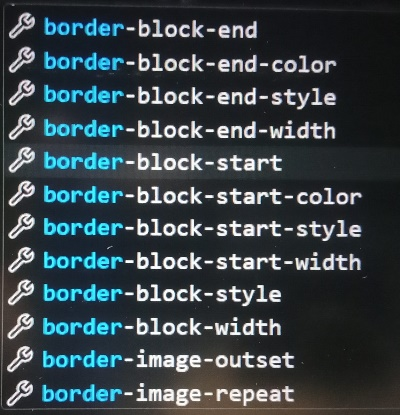 border-block-end
border-block-end-color
border-block-end-style
border-block-end-width
border-block-start
border-block-start-color
border-block-start-style
border-block-start-width
border-block-style
border-block-width
border-image-outset
border-image-repeat